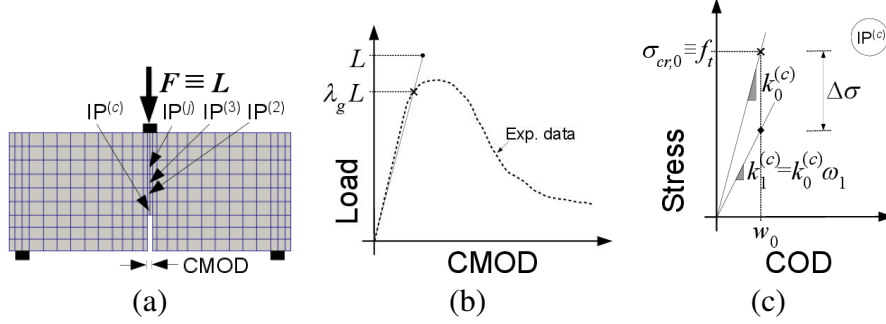 F ≡ L
IP(c) IP(j) IP(3) IP(2)
CMOD
(a)
Load
L
λgL
Exp. data
CMOD
(b)
Stress
σcr,0≡ft
IP(c)
k0(c)
Δσ
k1(c)=k0(c)ω1
w0
COD
(c)